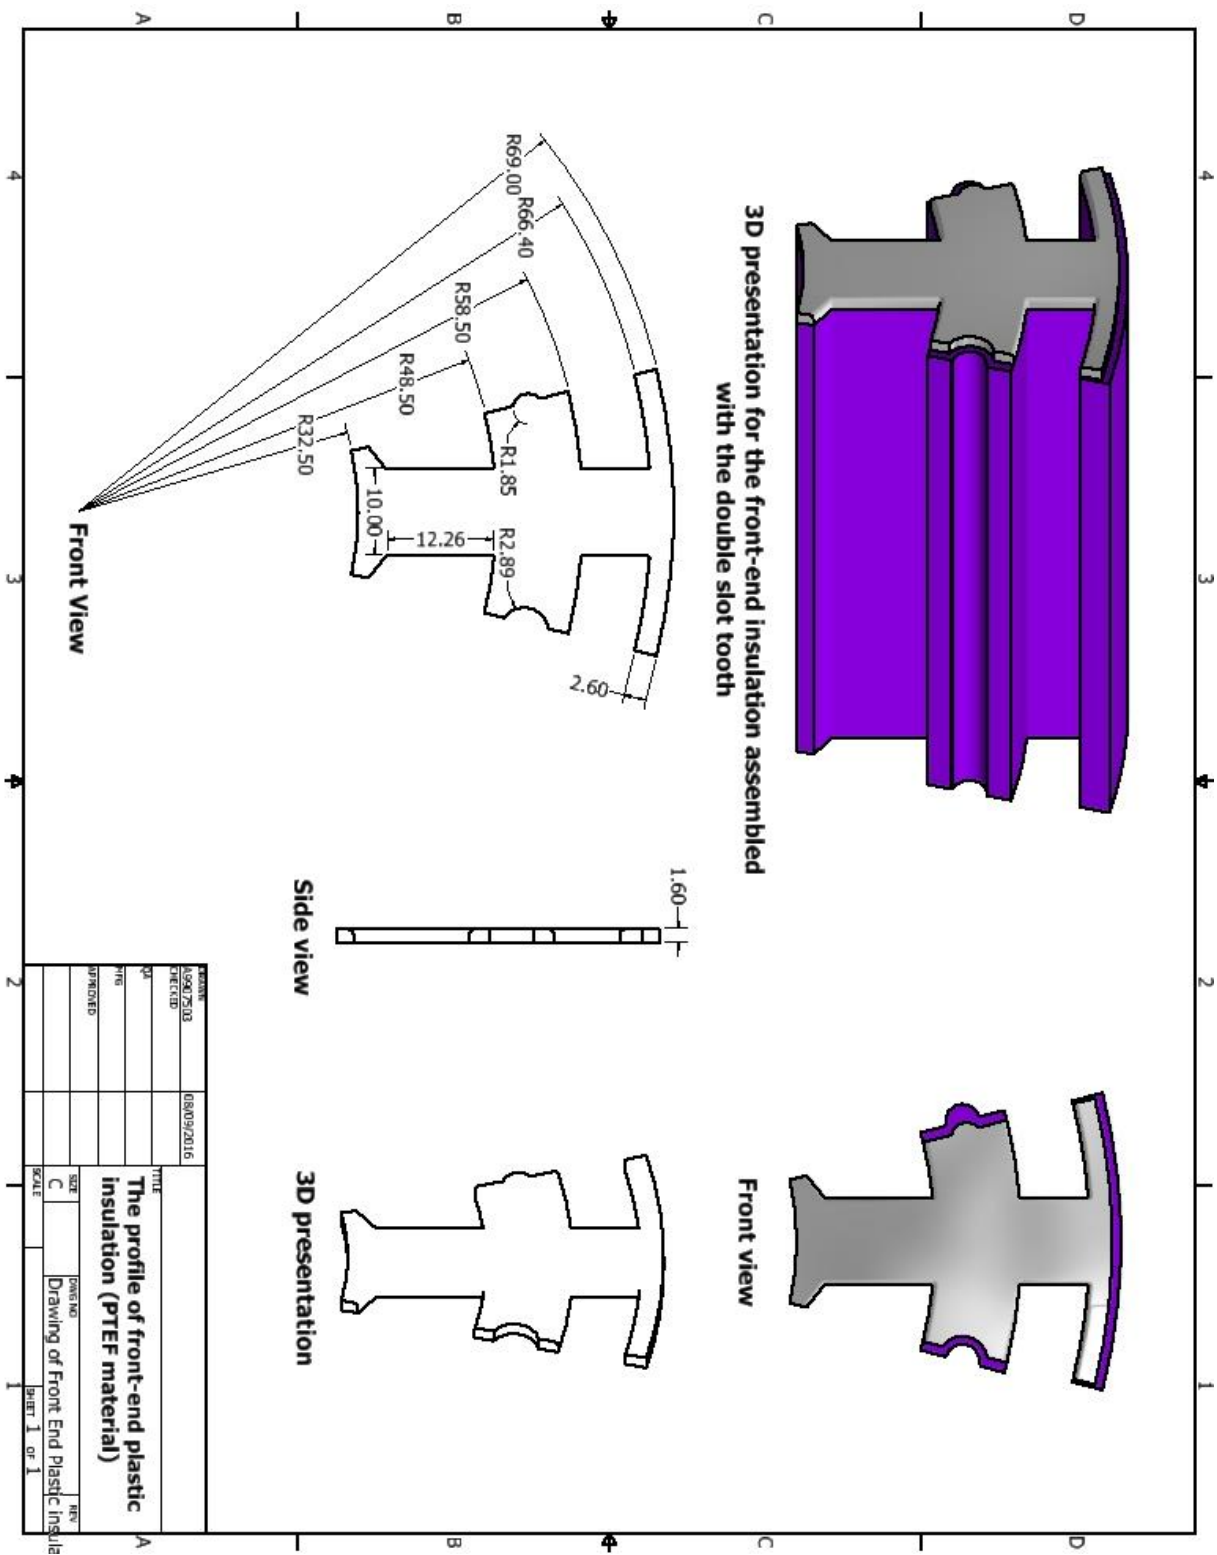 4
3
2
1
D
D
C
B
B
A
A
3D presentation for the front-end insulation assembled
with the double slot tooth
Front view
R69.00
R66.40
R58.50
R48.50
R32.50
R1.85
R2.89
10.00
12.26
2.60
Front View
1.60
Side view
3D presentation
DRAWN
A9907503
08/09/2016
CHECKED
QA
MFG
APPROVED
TITLE
The profile of front-end plastic
insulation (PTEF material)
SIZE
C
DWG NO
Drawing of Front End Plastic insula
REV
SCALE
SHEET 1 OF 1
4
3
2
1
C
C